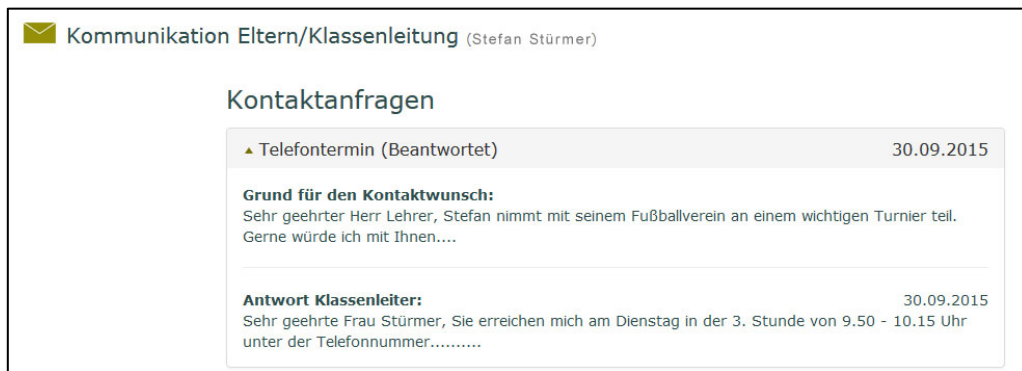 Kommunikation Eltern/Klassenleitung (Stefan Stürmer)
Kontaktanfragen
Telefontermin (Beantwortet) 30.09.2015
Grund für den Kontaktwunsch:
Sehr geehrter Herr Lehrer, Stefan nimmt mit seinem Fußballverein an einem wichtigen Turnier teil.
Gerne würde ich mit Ihnen....
Antwort Klassenleiter: 30.09.2015
Sehr geehrte Frau Stürmer, Sie erreichen mich am Dienstag in der 3. Stunde von 9.50 - 10.15 Uhr
unter der Telefonnummer..........